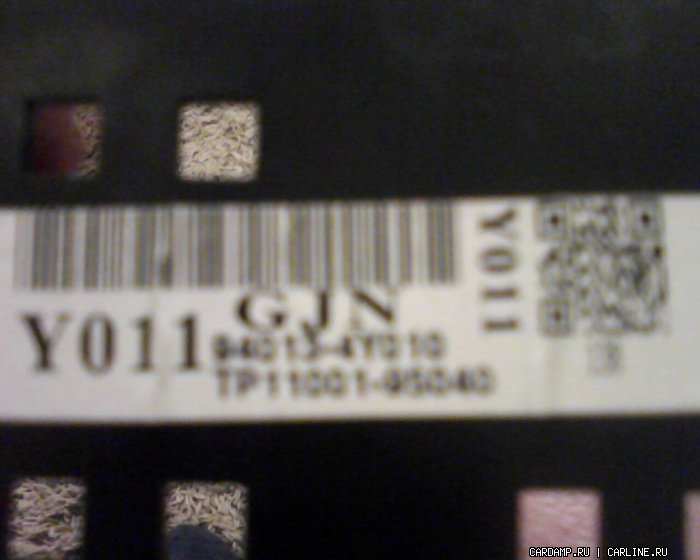 GJN
Y011
94013-4Y010
TP11001-95040
Y011
B
CARDAMP.RU | CARLINE.RU